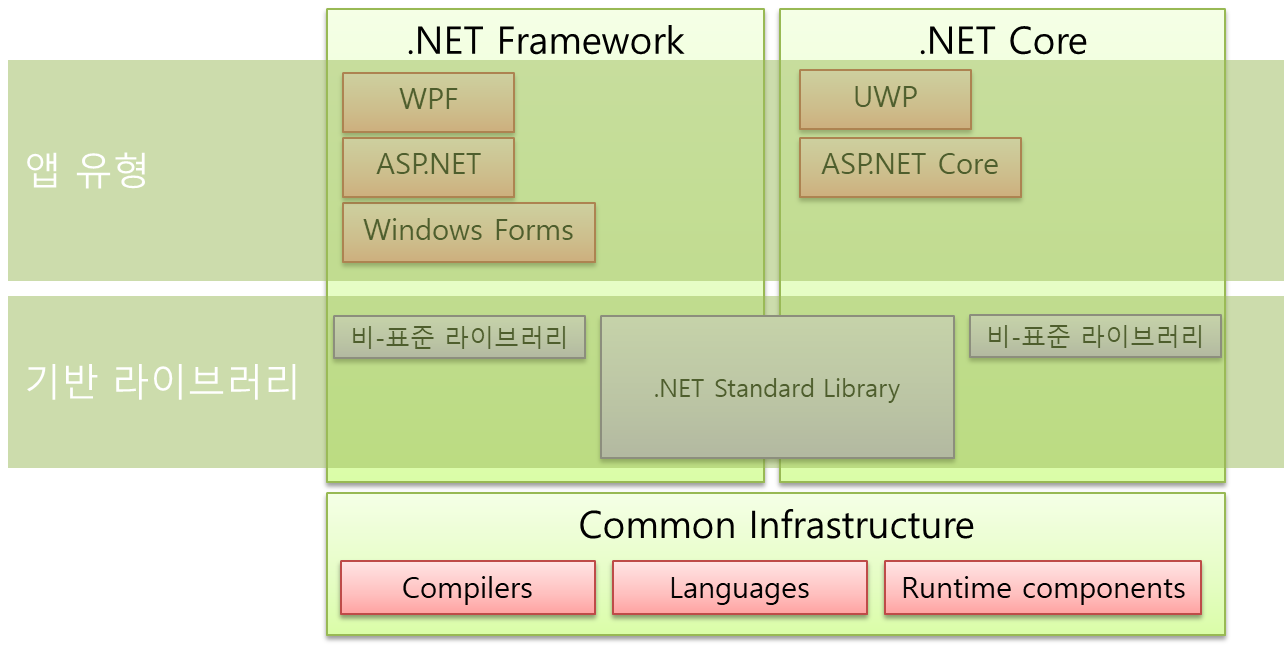 .NET Framework
.NET Core
앱 유형
WPF
ASP.NET
Windows Forms
UWP
ASP.NET Core
기반 라이브러리
비-표준 라이브러리
.NET Standard Library
비-표준 라이브러리
Common Infrastructure
Compilers
Languages
Runtime components